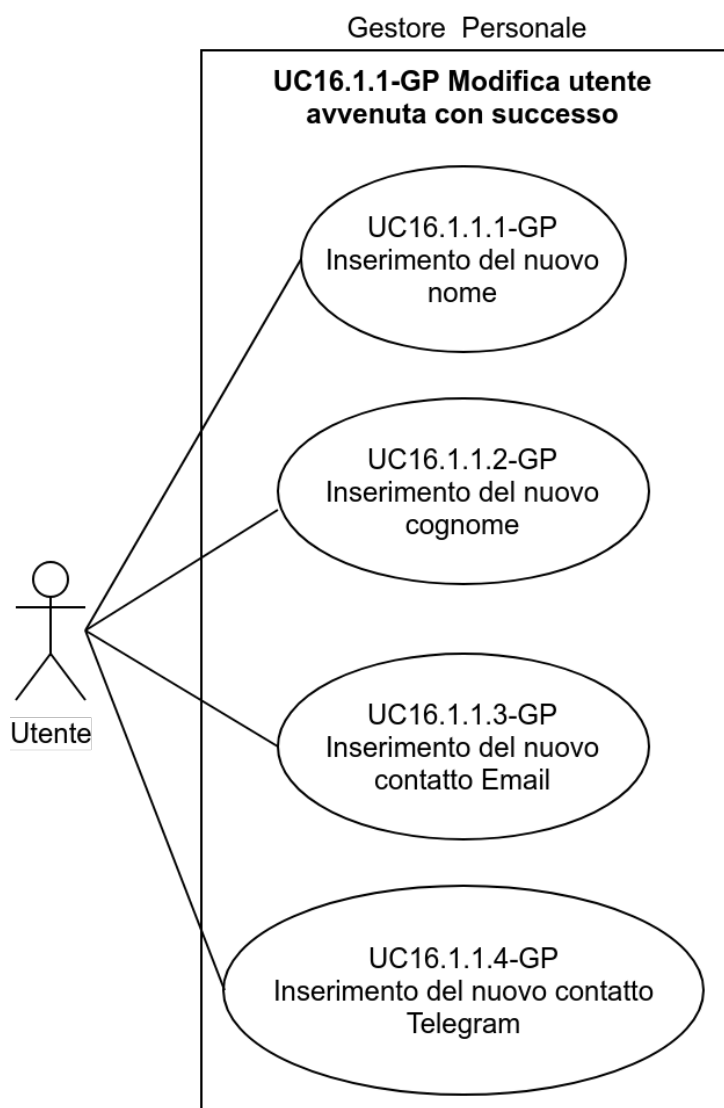 Gestore Personale
UC16.1.1-GP Modifica utente
avvenuta con successo
UC16.1.1.1-GP
Inserimento del nuovo
nome
UC16.1.1.2-GP
Inserimento del nuovo
cognome
Utente
UC16.1.1.3-GP
Inserimento del nuovo
contatto Email
UC16.1.1.4-GP
Inserimento del nuovo contatto
Telegram